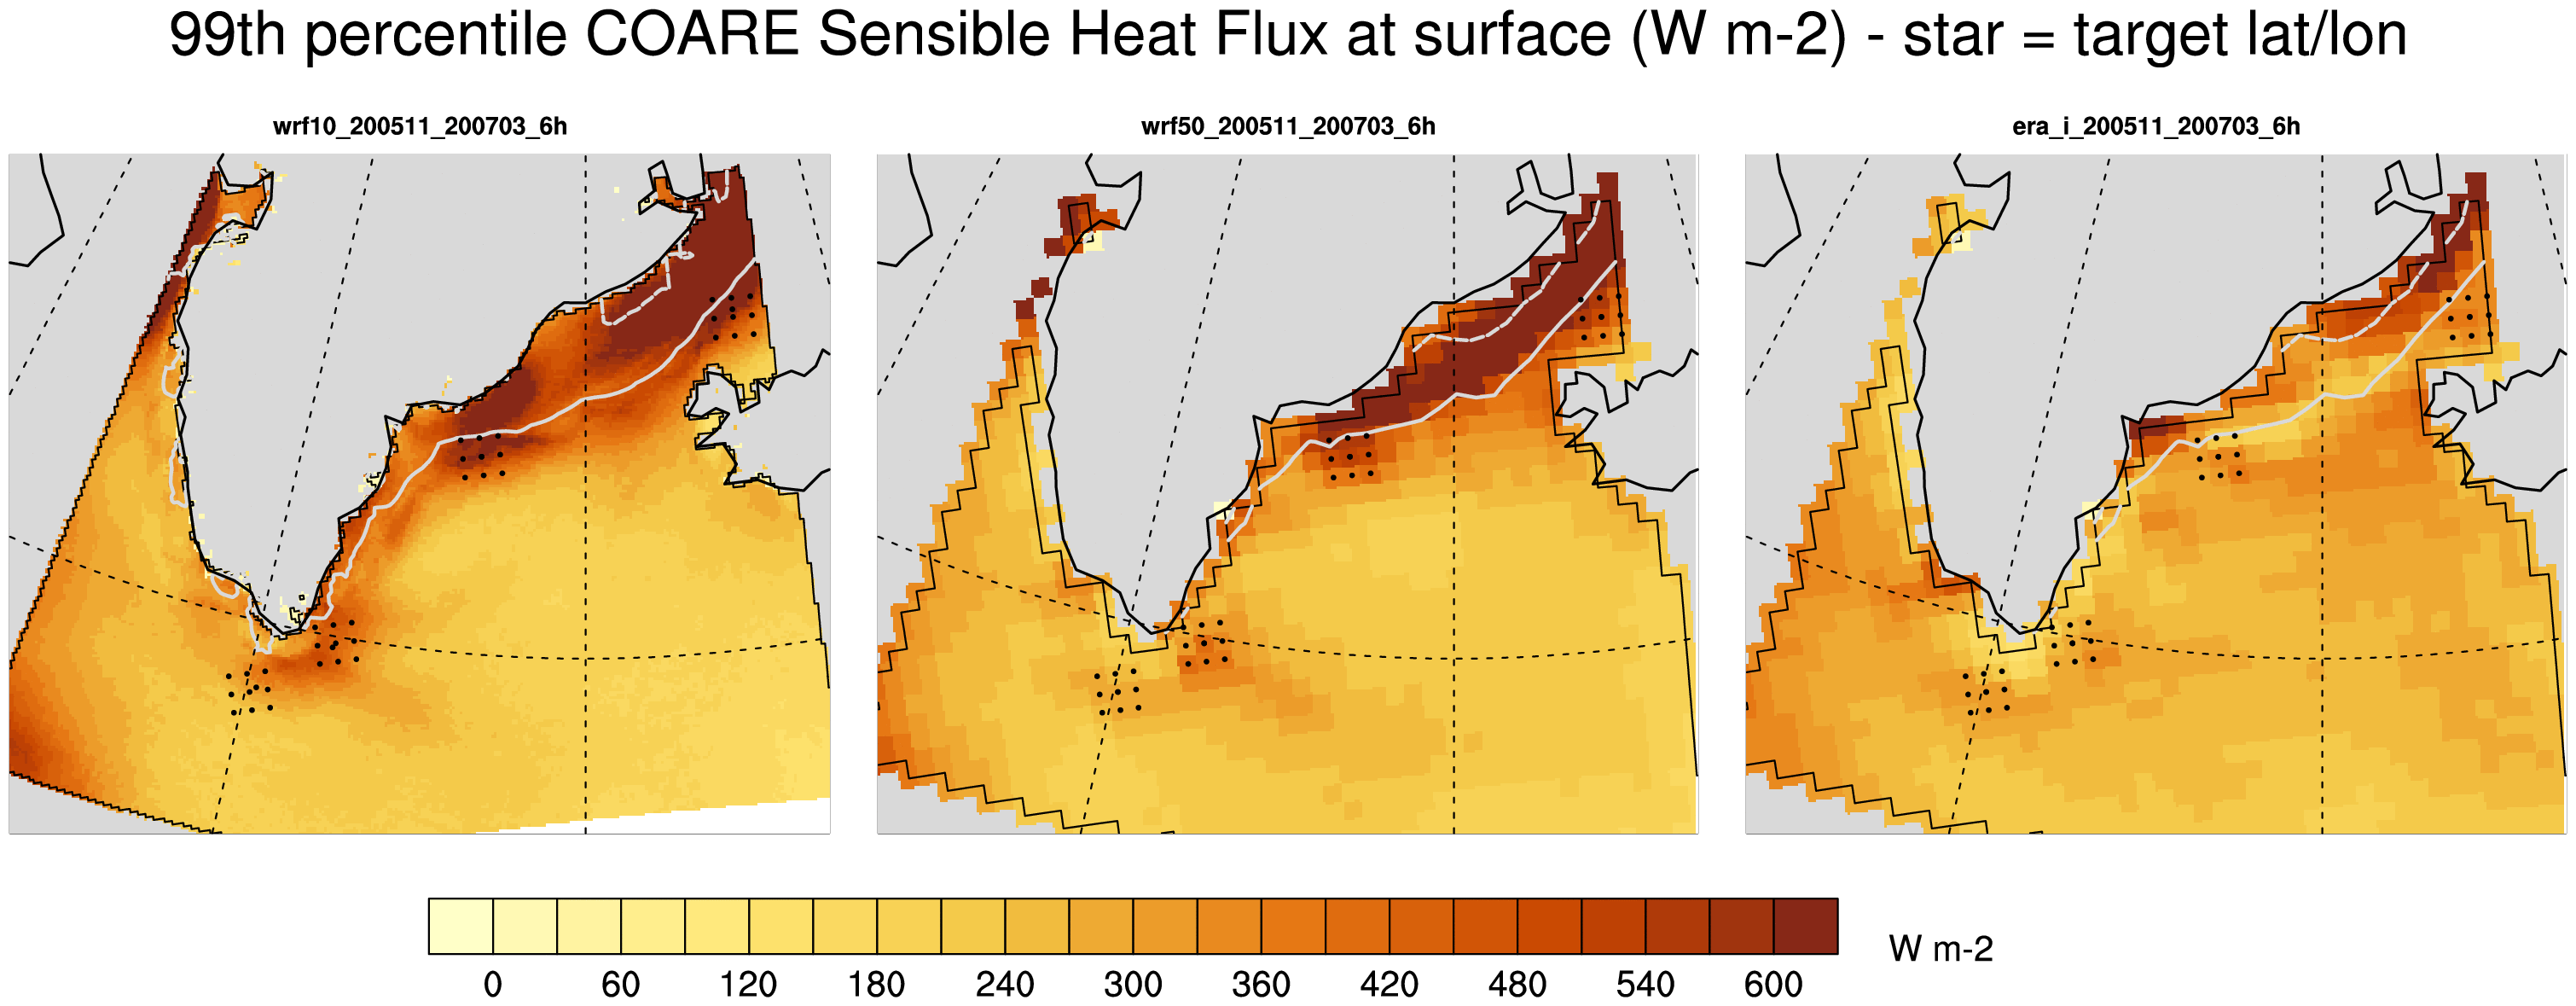 99th percentile COARE Sensible Heat Flux at surface (W m-2) - star = target lat/lon
wrf10_200511_200703_6h wrf50_200511_200703_6h era_i_200511_200703_6h
W m-2
0 60 120 180 240 300 360 420 480 540 600